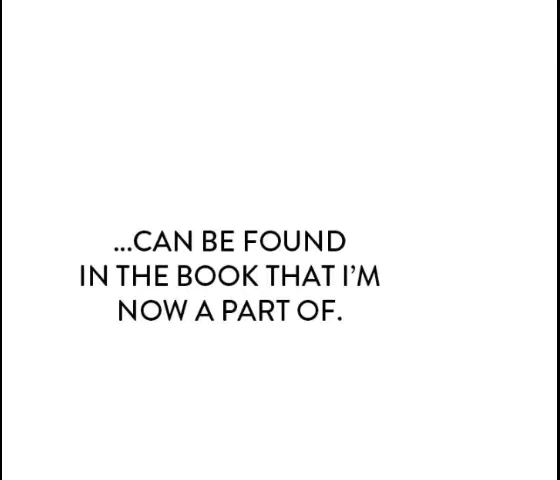 ...CAN BE FOUND
IN THE BOOK THAT I'M
NOW A PART OF.